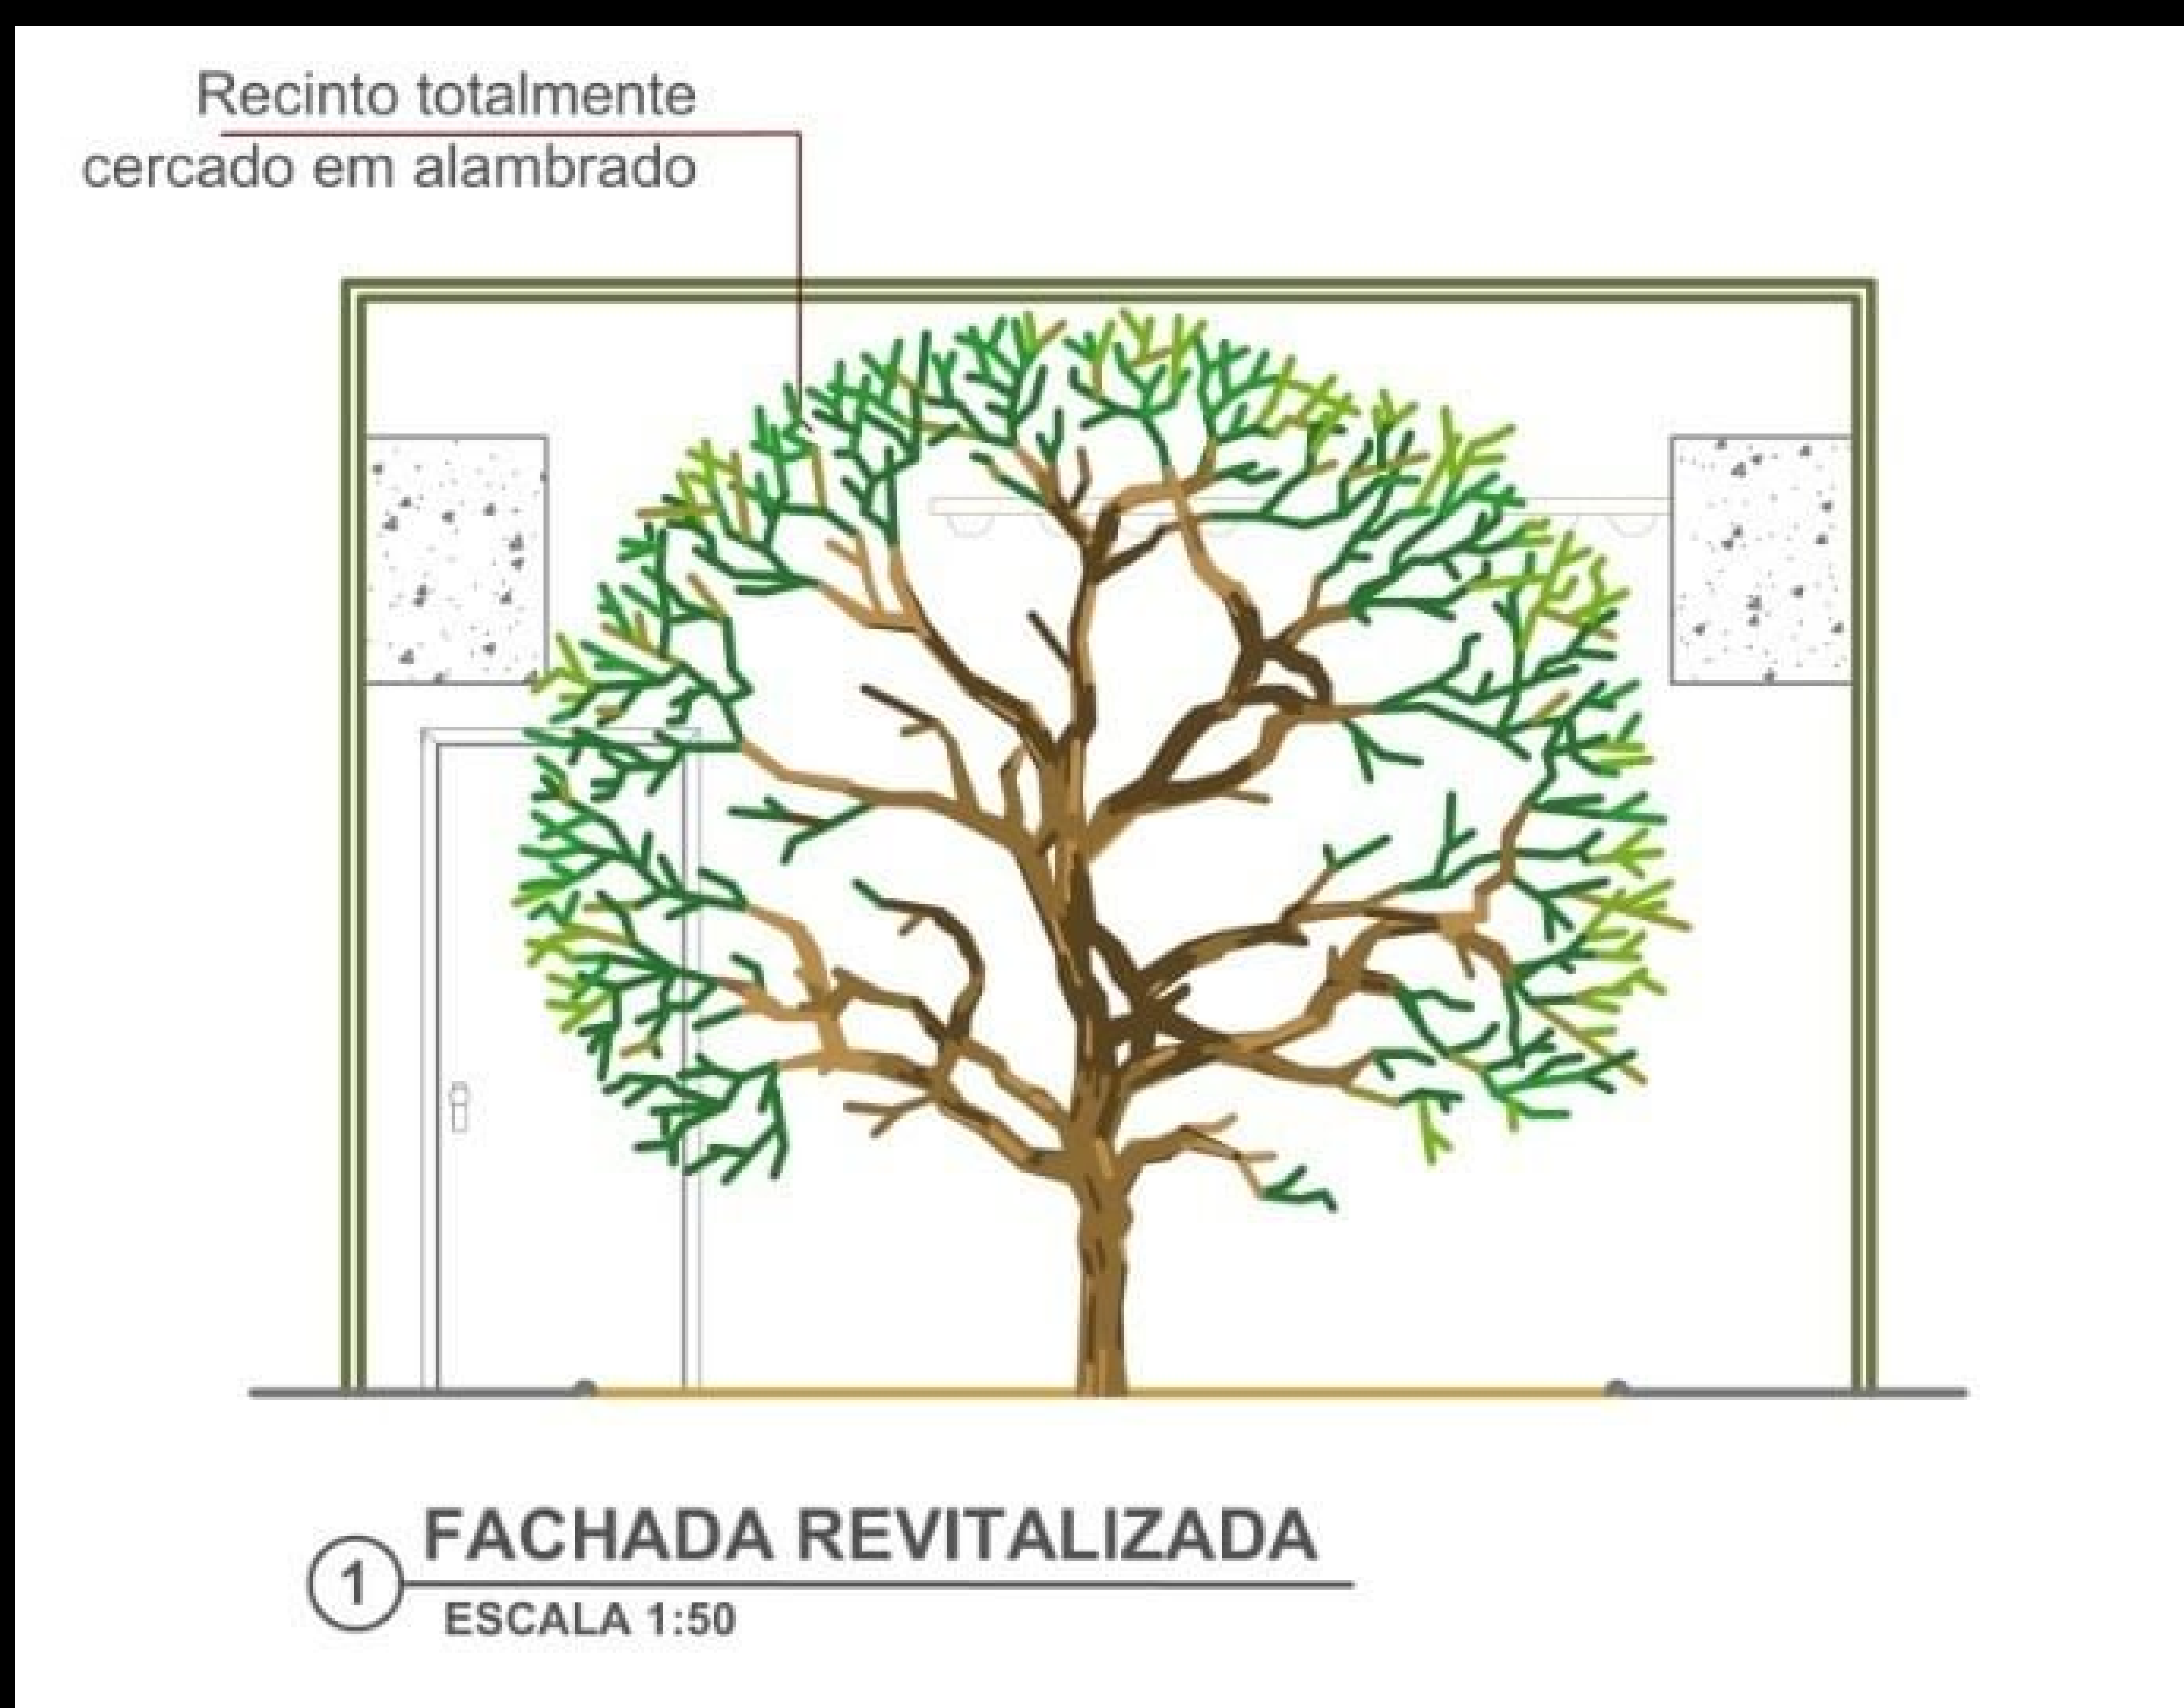 Recinto totalmente
cercado em alambrado
FACHADA REVITALIZADA
1
ESCALA 1:50